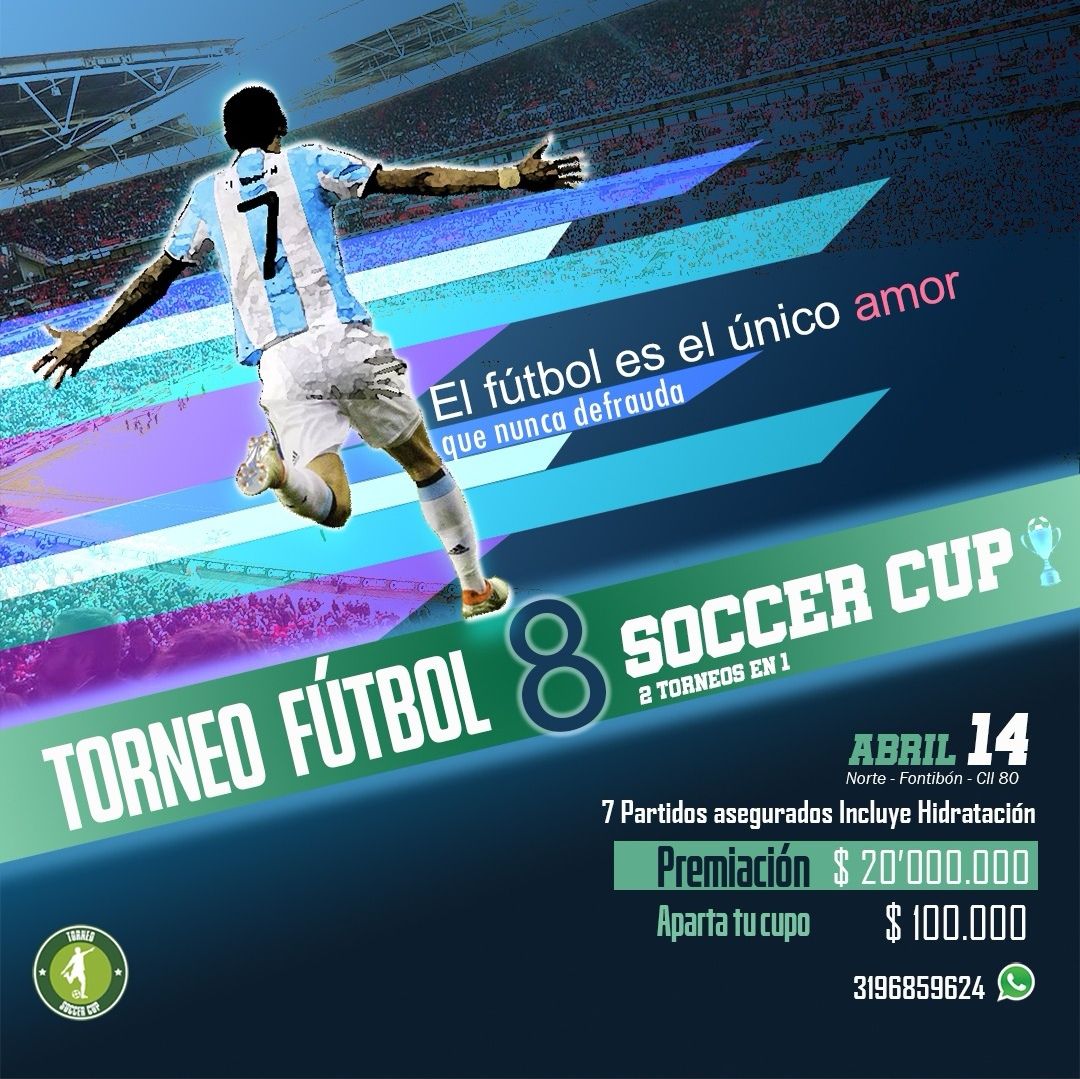 7
El fútbol es el único amor
que nunca defrauda
TORNEO FÚTBOL 8 SOCCER CUP
2 TORNEOS EN 1
ABRIL 14
Norte - Fontibón - Cll 80
7 Partidos asegurados Incluye Hidratación
Premiación $ 20'000.000
Aparta tu cupo $ 100.000
3196859624
TORNEO
SOCCER CUP